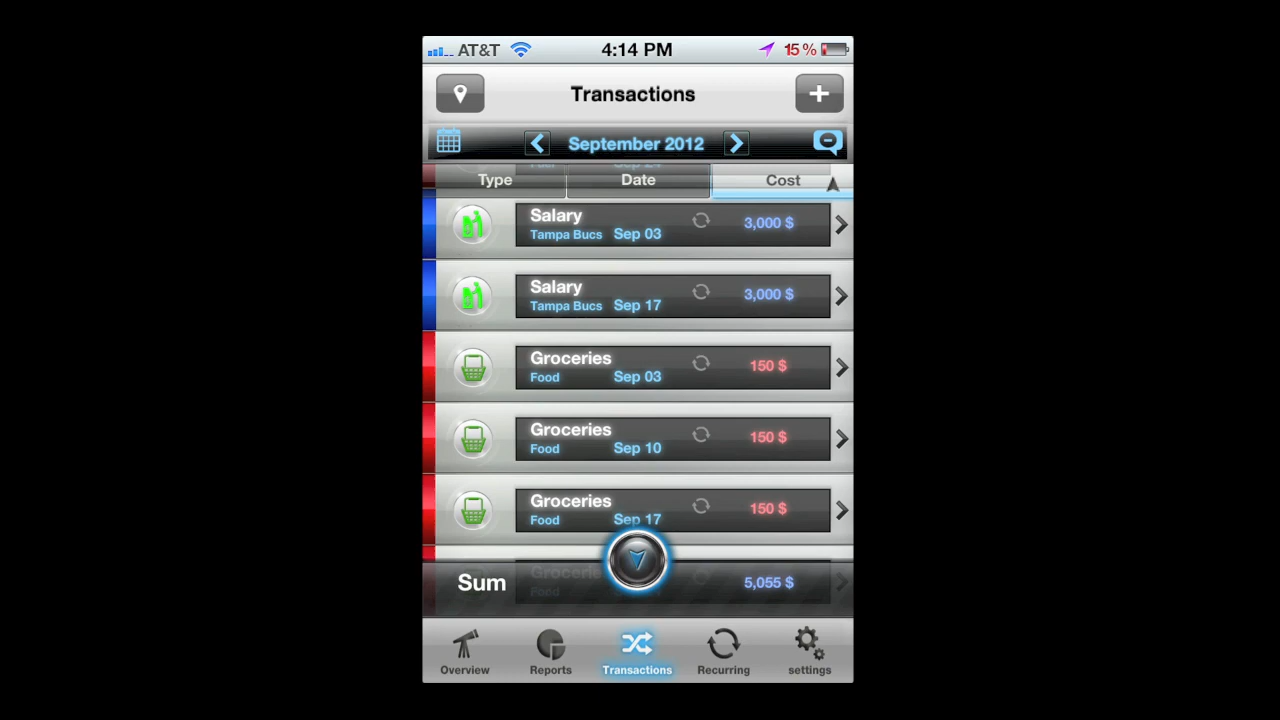 AT&T 4:14 PM 15 %
Transactions
September 2012
Type Date Cost
Salary
Tampa Bucs Sep 03 3,000 $
Salary
Tampa Bucs Sep 17 3,000 $
Groceries
Food Sep 03 150 $
Groceries
Food Sep 10 150 $
Groceries
Food Sep 17 150 $
Groceries
Food
Sum 5,055 $
Overview Reports Transactions Recurring settings